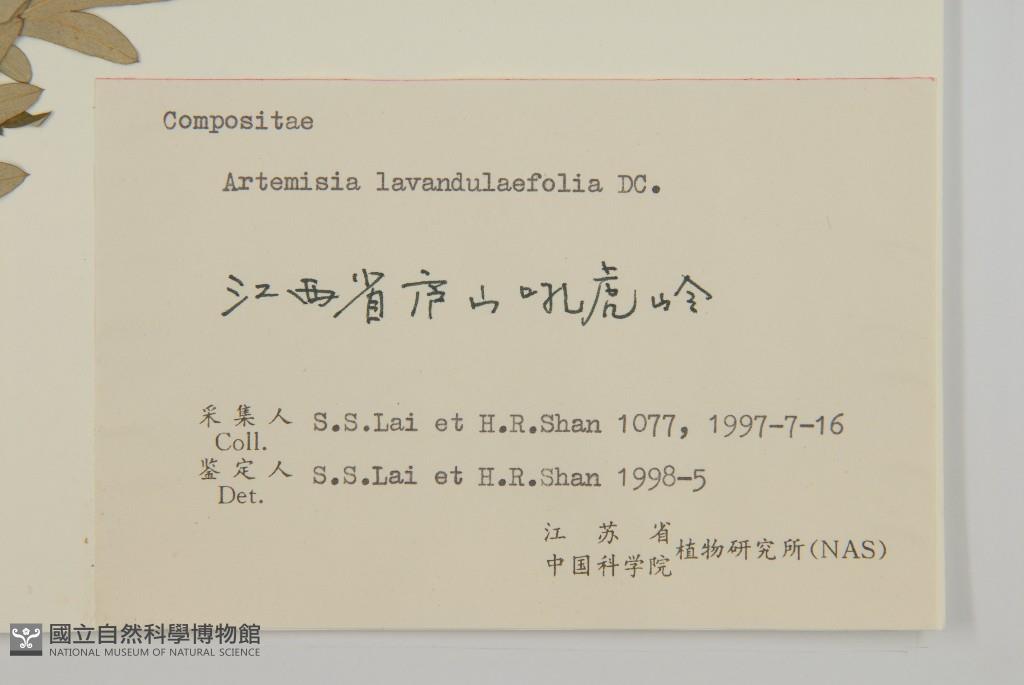 Compositae
Artemisia lavandulaefolia DC.
江西省庐山吼虎岭
采集人 S.S.Lai et H.R.Shan 1077, 1997-7-16
Coll.
鉴定人 S.S.Lai et H.R.Shan 1998-5
Det.
江苏省
中国科学院植物研究所(NAS)
國立自然科學博物館
NATIONAL MUSEUM OF NATURAL SCIENCE